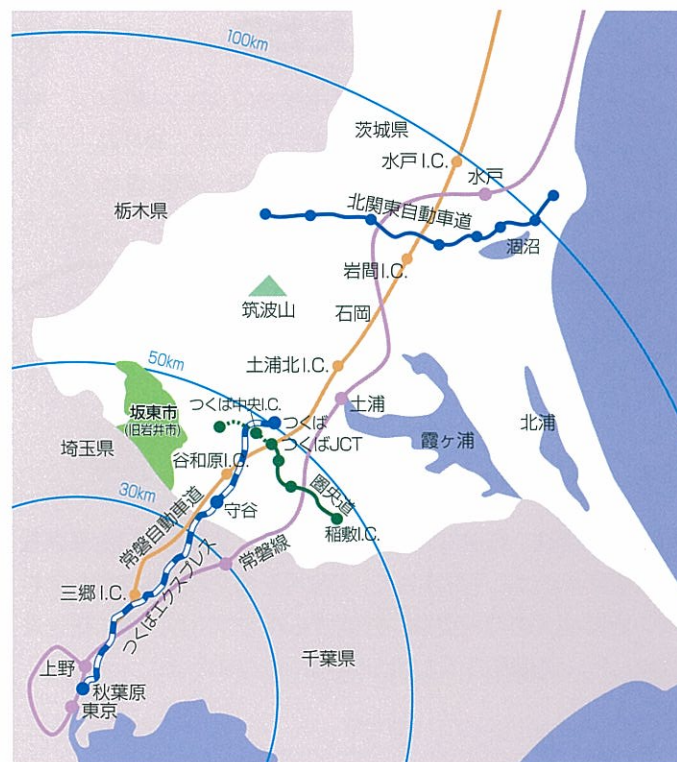 100km
茨城県
水戸I.C.
水戸
栃木県
北関東自動車道
涸沼
岩間I.C.
筑波山
石岡
50km
土浦北I.C.
坂東市
(旧岩井市)
つくば中央I.C.
つくば
土浦
北浦
埼玉県
つくばJCT
霞ヶ浦
谷和原I.C.
30km
守谷
圏央道
稲敷I.C.
常磐自動車道
常磐線
つくばエクスプレス
三郷I.C.
千葉県
上野
秋葉原
東京